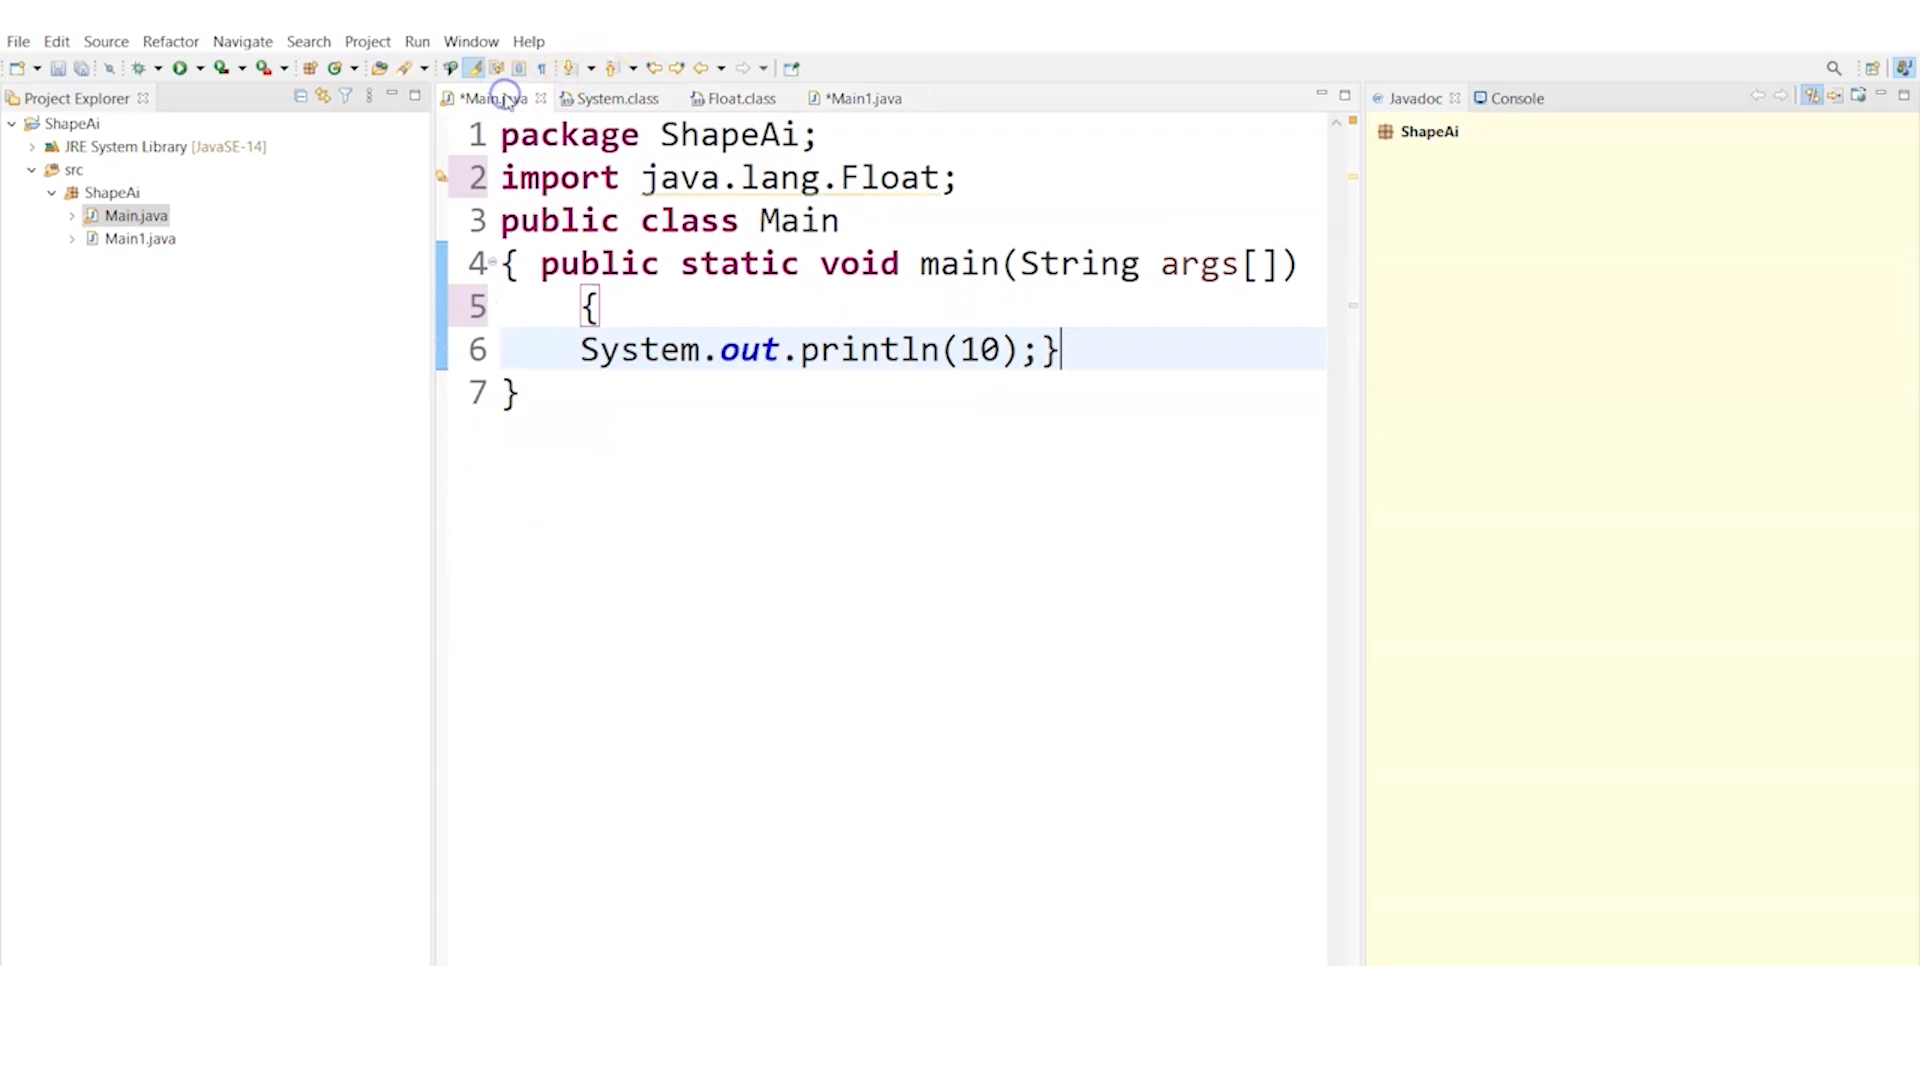 File Edit Source Refactor Navigate Search Project Run Window Help
Project Explorer
*Main.java System.class Float.class *Main1.java
Javadoc Console
ShapeAi
JRE System Library [JavaSE-14]
src
ShapeAi
Main.java
Main1.java
1 package ShapeAi;
2 import java.lang.Float;
3 public class Main
4 { public static void main(String args[])
5 {
6 System.out.println(10);}
7 }
ShapeAi